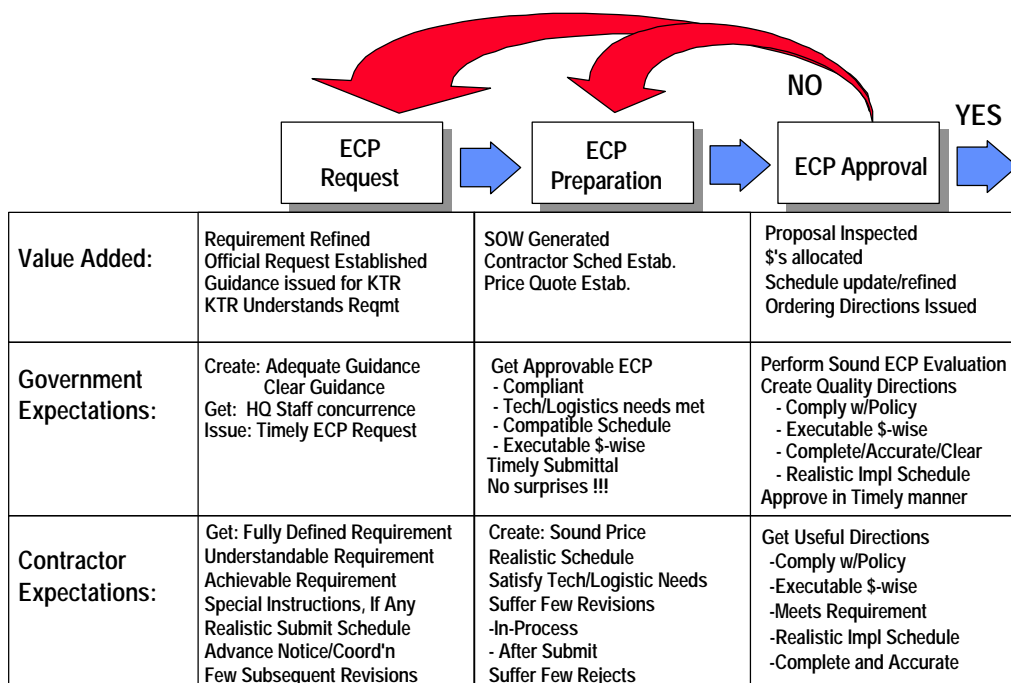 NO
YES
ECP
Request
ECP
Preparation
ECP Approval
Value Added:
Requirement Refined
Official Request Established
Guidance issued for KTR
KTR Understands Reqmt
SOW Generated
Contractor Sched Estab.
Price Quote Estab.
Proposal Inspected
$'s allocated
Schedule update/refined
Ordering Directions Issued
Government
Expectations:
Create: Adequate Guidance
Clear Guidance
Get: HQ Staff concurrence
Issue: Timely ECP Request
Get Approvable ECP
- Compliant
- Tech/Logistics needs met
- Compatible Schedule
- Executable $-wise
Timely Submittal
No surprises !!!
Perform Sound ECP Evaluation
Create Quality Directions
- Comply w/Policy
- Executable $-wise
- Complete/Accurate/Clear
- Realistic Impl Schedule
Approve in Timely manner
Contractor
Expectations:
Get: Fully Defined Requirement
Understandable Requirement
Achievable Requirement
Special Instructions, If Any
Realistic Submit Schedule
Advance Notice/Coord'n
Few Subsequent Revisions
Create: Sound Price
Realistic Schedule
Satisfy Tech/Logistic Needs
Suffer Few Revisions
-In-Process
- After Submit
Suffer Few Rejects
Get Useful Directions
-Comply w/Policy
-Executable $-wise
-Meets Requirement
-Realistic Impl Schedule
-Complete and Accurate